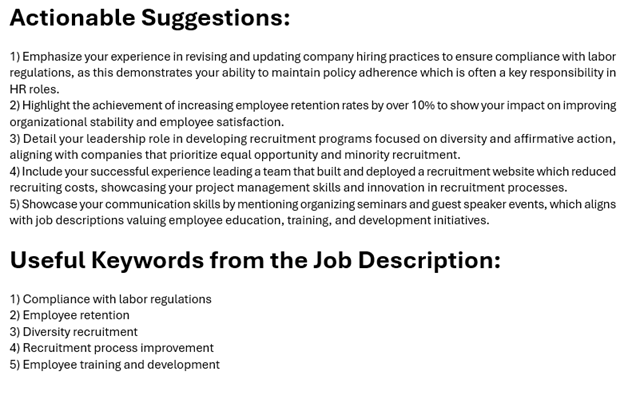 Actionable Suggestions:
1) Emphasize your experience in revising and updating company hiring practices to ensure compliance with labor
regulations, as this demonstrates your ability to maintain policy adherence which is often a key responsibility in
HR roles.
2) Highlight the achievement of increasing employee retention rates by over 10% to show your impact on improving
organizational stability and employee satisfaction.
3) Detail your leadership role in developing recruitment programs focused on diversity and affirmative action,
aligning with companies that prioritize equal opportunity and minority recruitment.
4) Include your successful experience leading a team that built and deployed a recruitment website which reduced
recruiting costs, showcasing your project management skills and innovation in recruitment processes.
5) Showcase your communication skills by mentioning organizing seminars and guest speaker events, which aligns
with job descriptions valuing employee education, training, and development initiatives.
Useful Keywords from the Job Description:
1) Compliance with labor regulations
2) Employee retention
3) Diversity recruitment
4) Recruitment process improvement
5) Employee training and development